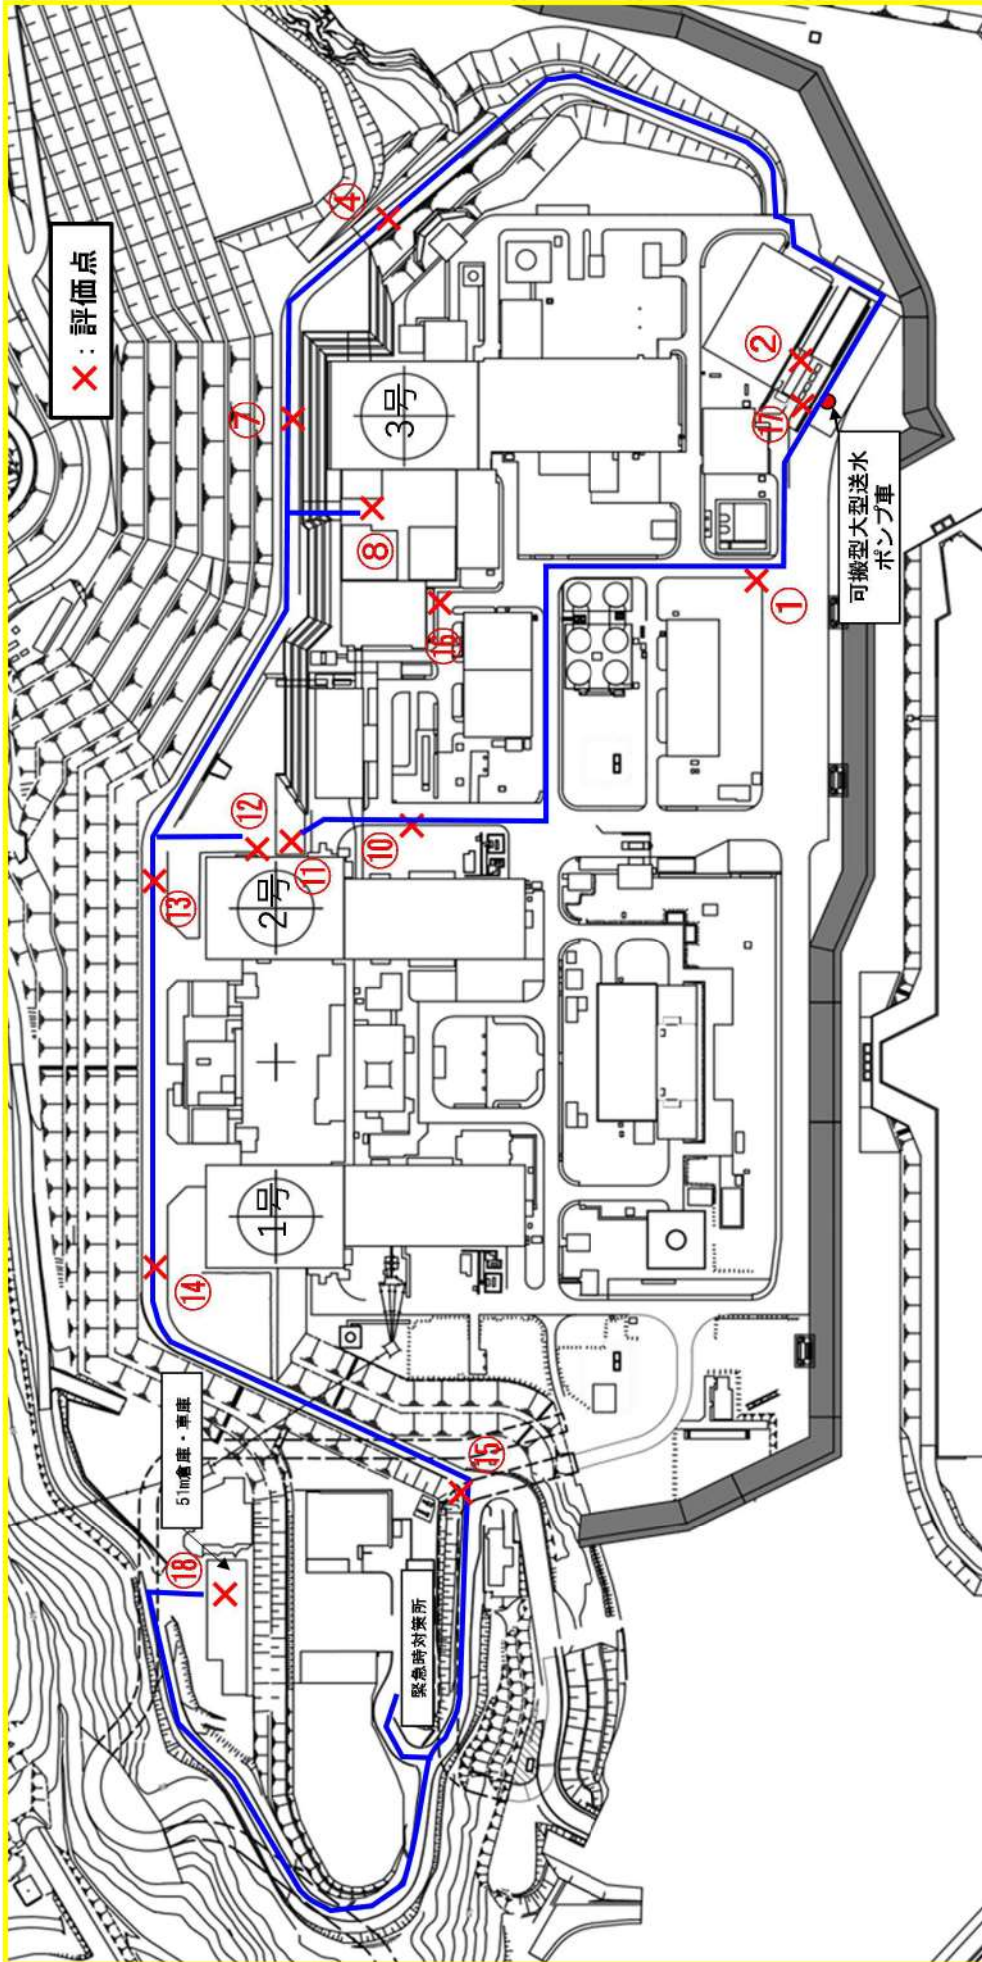 ×：評価点
④
⑦
3号
②
⑰
⑧
可搬型大型送水
ポンプ車
①
⑯
⑫
⑩
⑪
2号
⑬
1号
⑭
51m倉庫・車庫
⑮
⑱
緊急時対策所